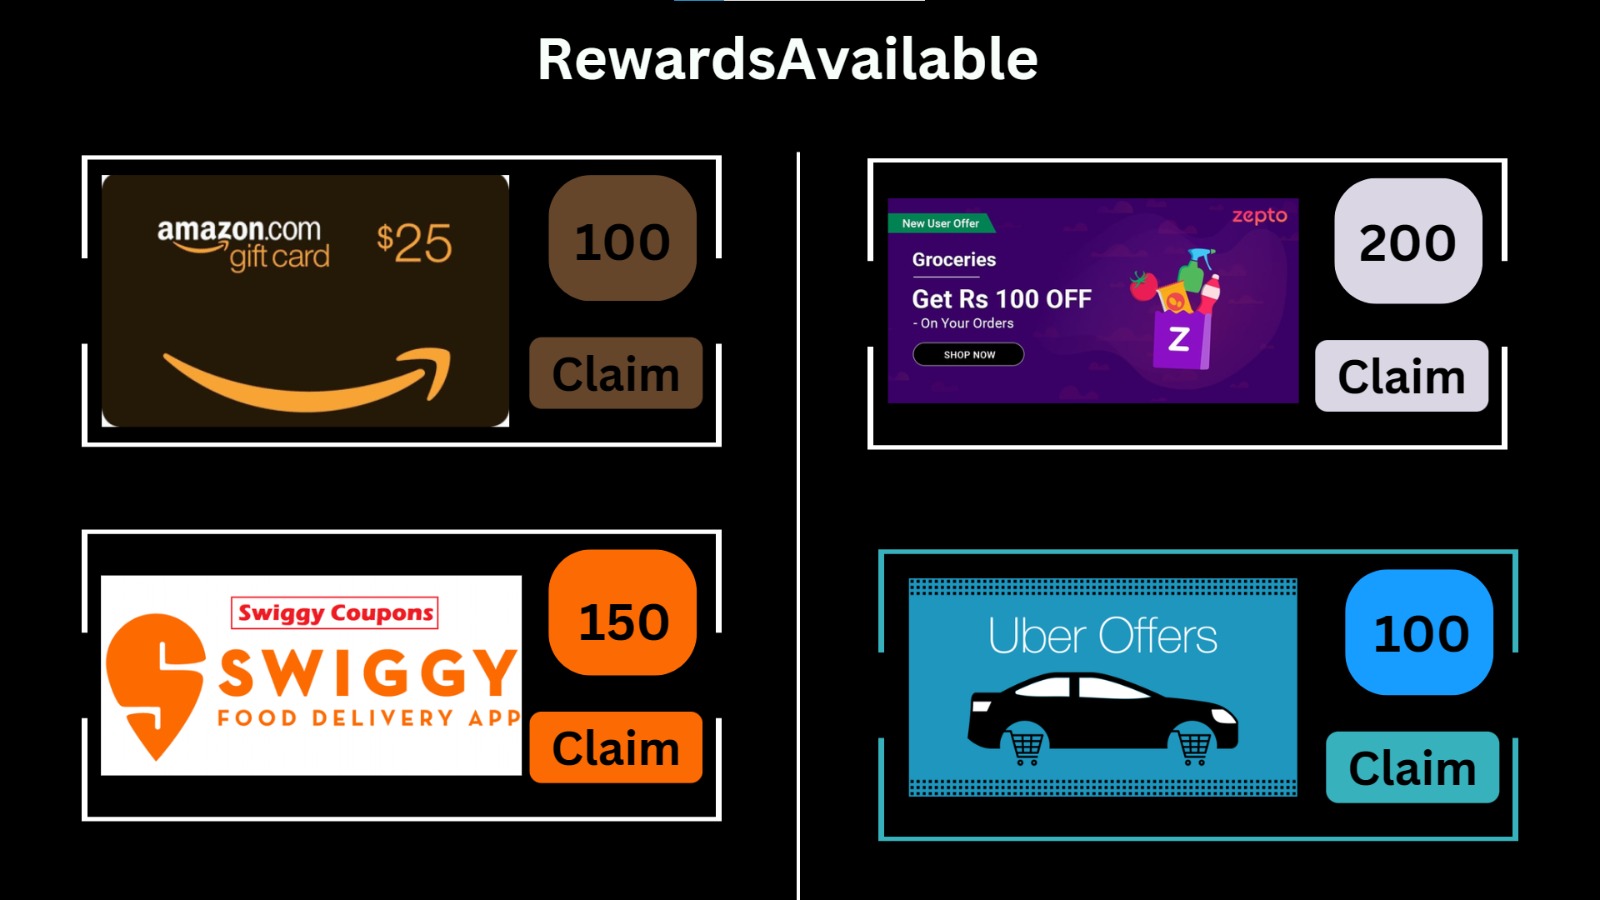 RewardsAvailable
amazon.com
gift card
$25
100
Claim
New User Offer
zepto
Groceries
Get Rs 100 OFF
- On Your Orders
SHOP NOW
Z
200
Claim
Swiggy Coupons
SWIGGY
FOOD DELIVERY APP
150
Claim
Uber Offers
100
Claim